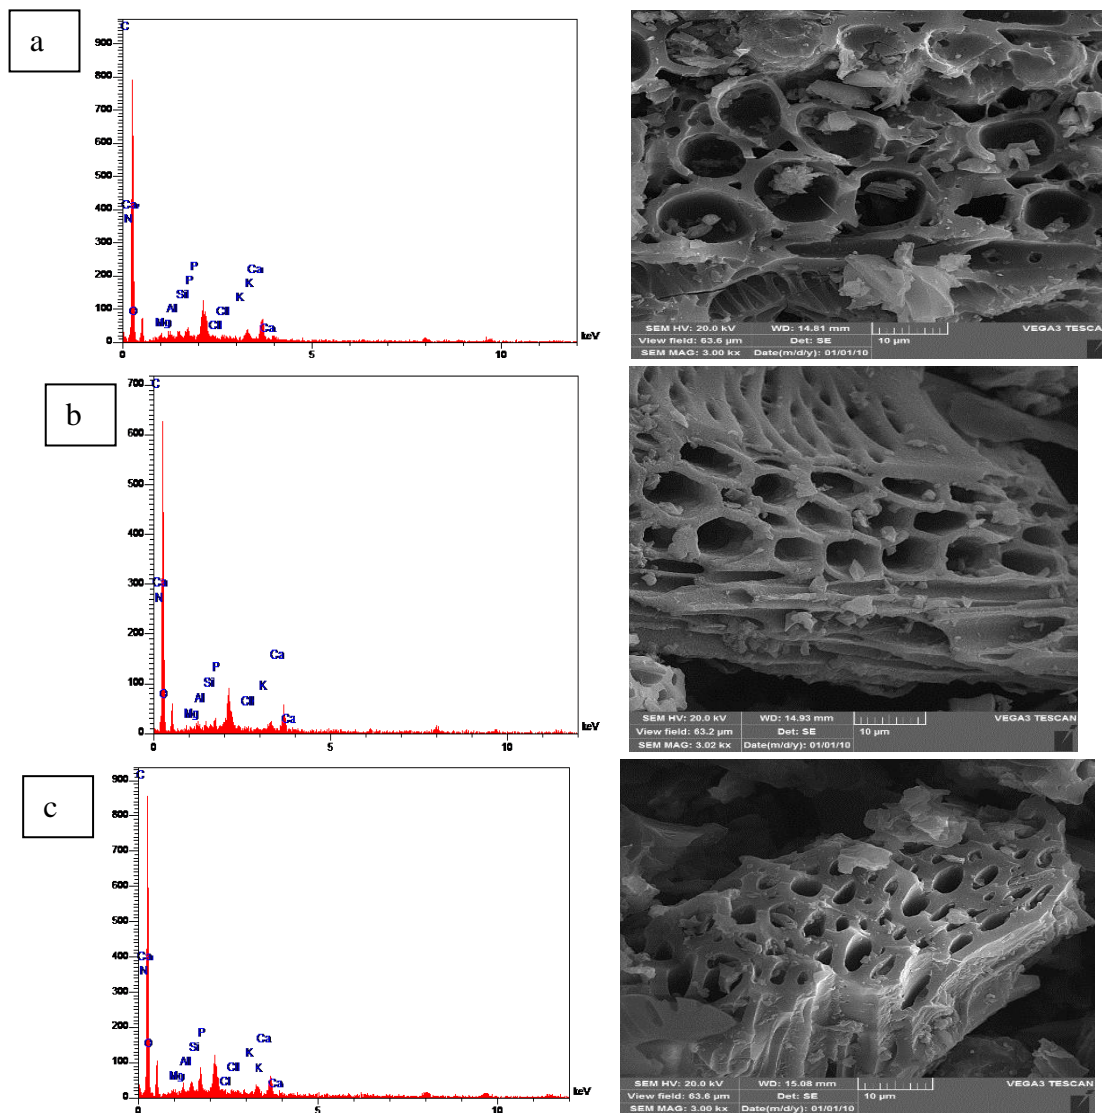 a
C
900
800
700
600
500
400
300
200
100
0
Ca
N
O
Mg
Al
Si
P
P
Cl
Cl
K
K
Ca
Ca
0
5
10
keV
SEM HV: 20.0 kV WD: 14.81 mm VEGA3 TESCAN
View field: 63.6 µm Det: SE 10 µm
SEM MAG: 3.00 kx Date(m/d/y): 01/01/10
b
C
700
600
500
400
300
200
100
0
Ca
N
O
Mg
Al
Si
P
Cl
K
Ca
Ca
0
5
10
keV
SEM HV: 20.0 kV WD: 14.93 mm VEGA3 TESCAN
View field: 63.2 µm Det: SE 10 µm
SEM MAG: 3.02 kx Date(m/d/y): 01/01/10
c
C
900
800
700
600
500
400
300
200
100
0
Ca
N
O
Mg
Al
Si
P
Cl
Cl
K
K
Ca
Ca
0
5
10
keV
SEM HV: 20.0 kV WD: 15.08 mm VEGA3 TESCAN
View field: 63.6 µm Det: SE 10 µm
SEM MAG: 3.00 kx Date(m/d/y): 01/01/10